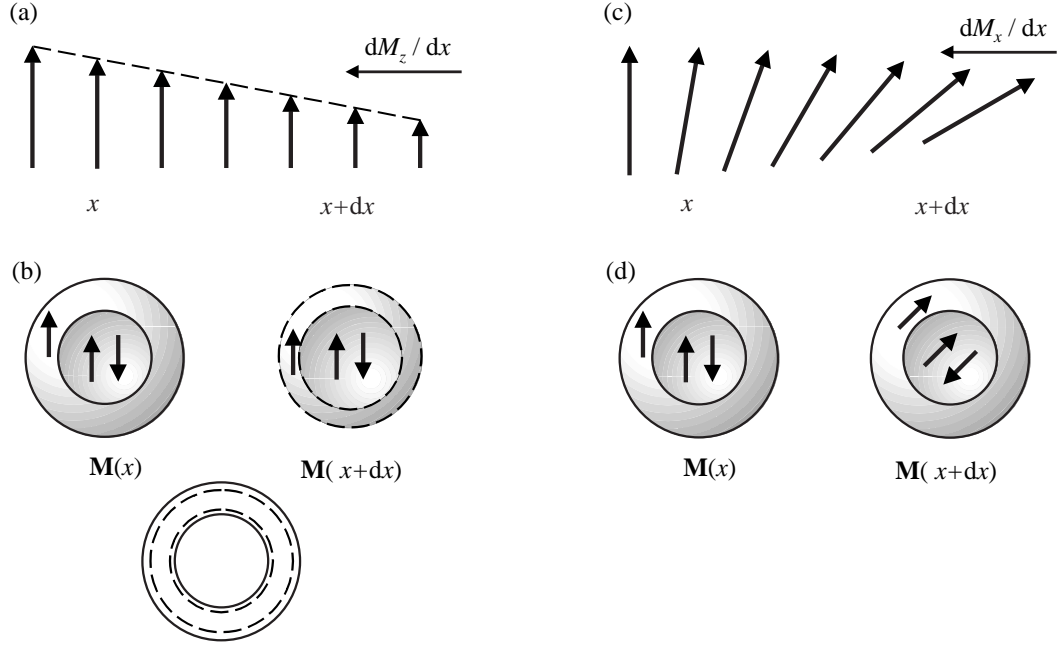 (a)
dM_z / dx
x
x+dx
(b)
M(x)
M( x+dx)
(c)
dM_x / dx
x
x+dx
(d)
M(x)
M( x+dx)